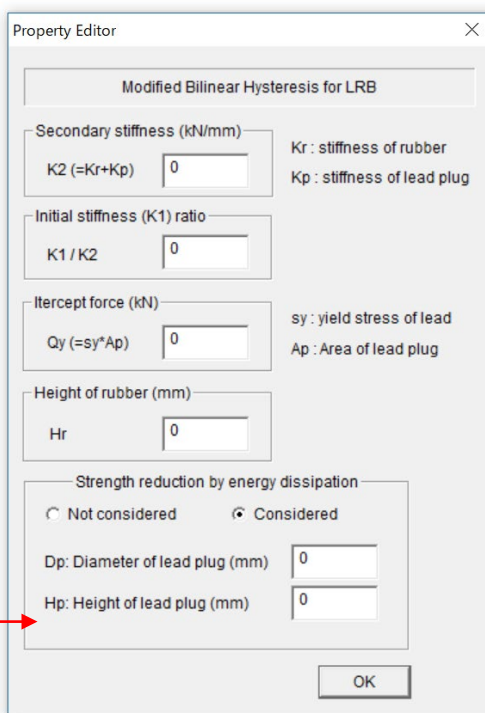 Property Editor
Modified Bilinear Hysteresis for LRB
Secondary stiffness (kN/mm)
K2 (=Kr+Kp) 0
Kr : stiffness of rubber
Kp : stiffness of lead plug
Initial stiffness (K1) ratio
K1 / K2 0
Itercept force (kN)
Qy (=sy*Ap) 0
sy : yield stress of lead
Ap : Area of lead plug
Height of rubber (mm)
Hr 0
Strength reduction by energy dissipation
Not considered Considered
Dp: Diameter of lead plug (mm) 0
Hp: Height of lead plug (mm) 0
OK